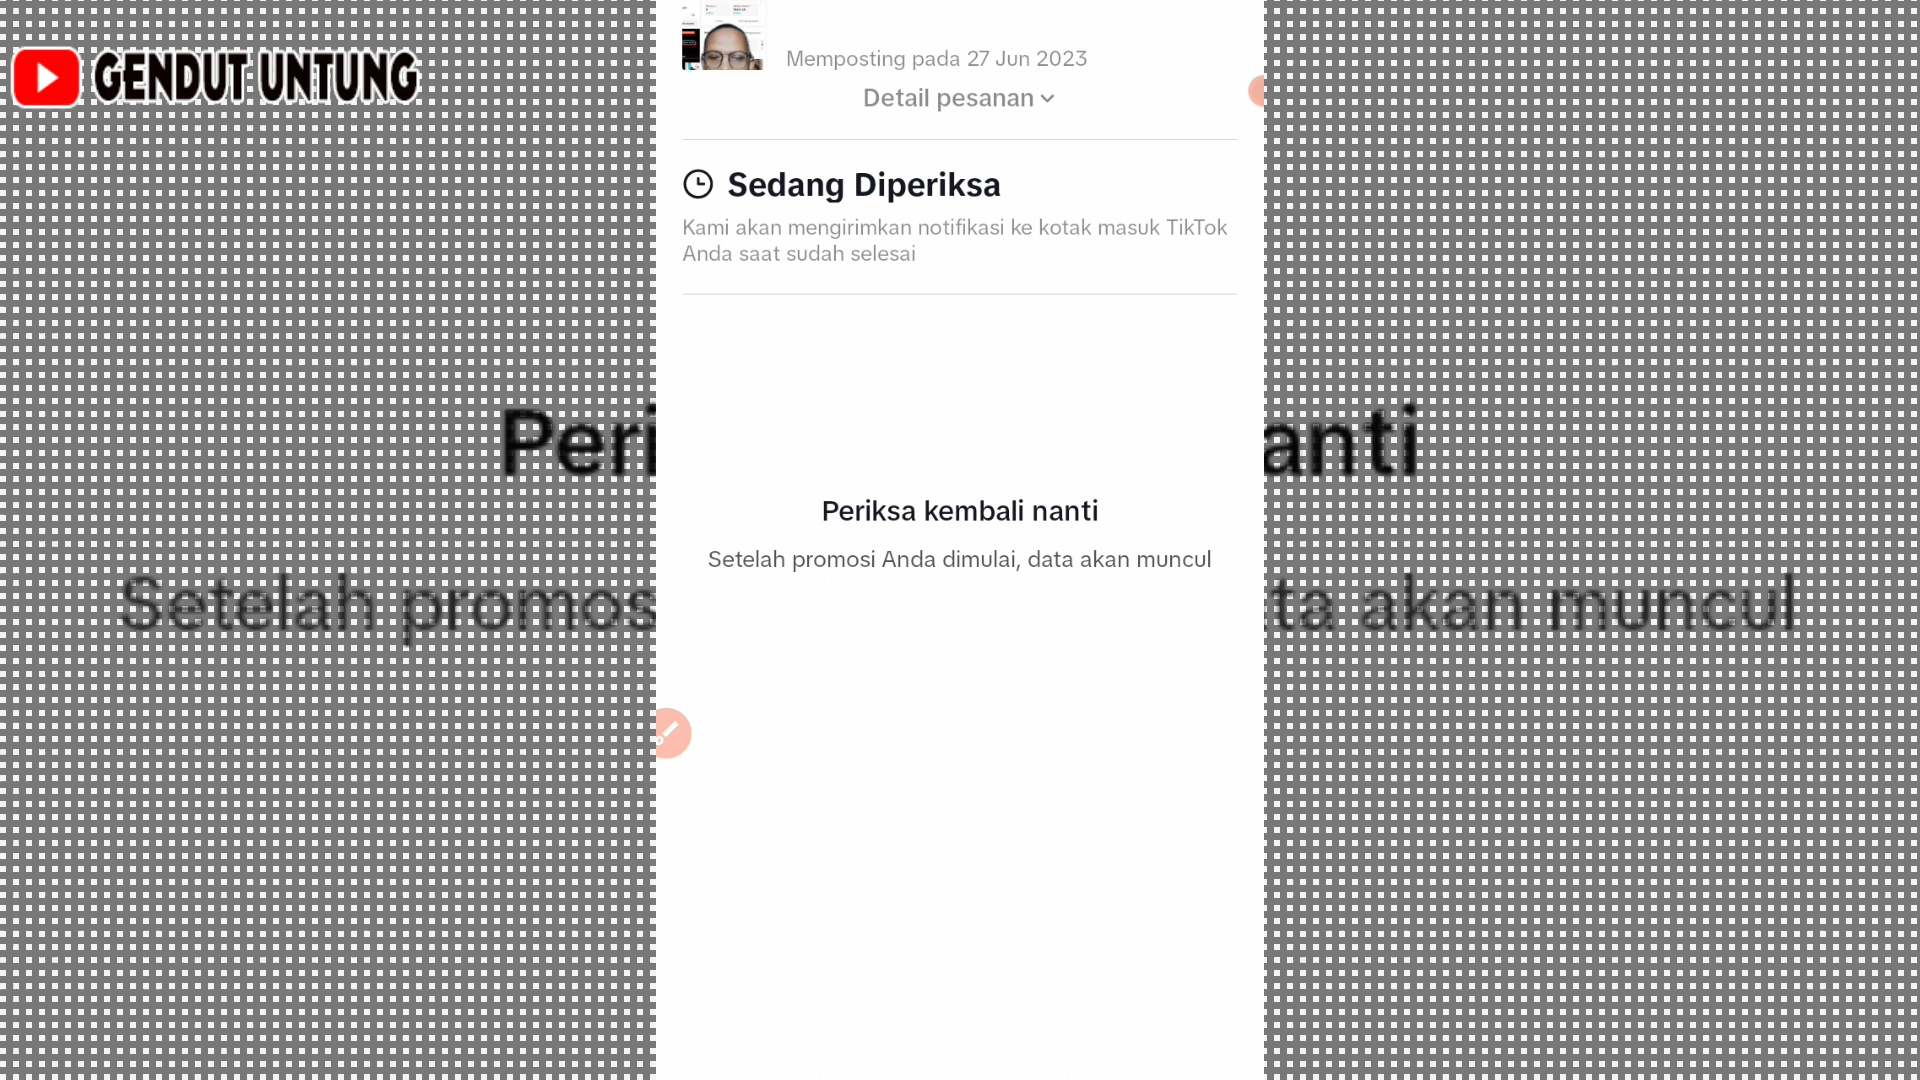 GENDUT UNTUNG
Memposting pada 27 Jun 2023
Detail pesanan
Sedang Diperiksa
Kami akan mengirimkan notifikasi ke kotak masuk TikTok
Anda saat sudah selesai
Periksa kembali nanti
Setelah promosi Anda dimulai, data akan muncul